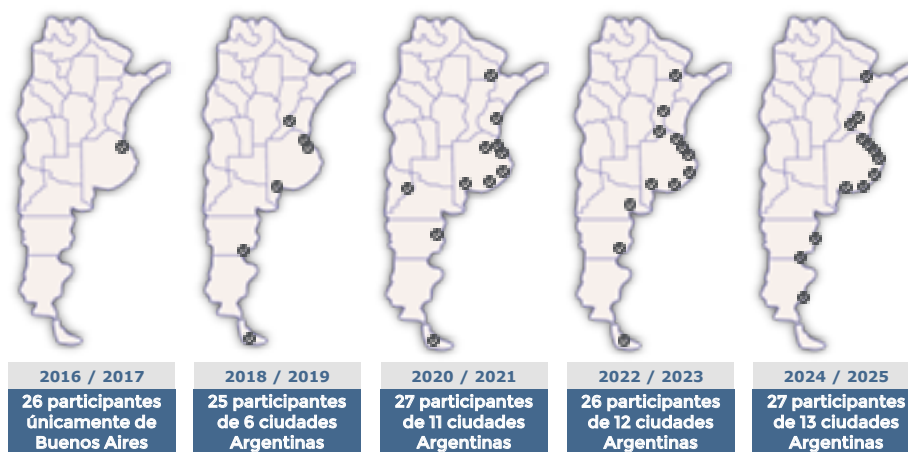 2016 / 2017
26 participantes
únicamente de
Buenos Aires
2018 / 2019
25 participantes
de 6 ciudades
Argentinas
2020 / 2021
27 participantes
de 11 ciudades
Argentinas
2022 / 2023
26 participantes
de 12 ciudades
Argentinas
2024 / 2025
27 participantes
de 13 ciudades
Argentinas